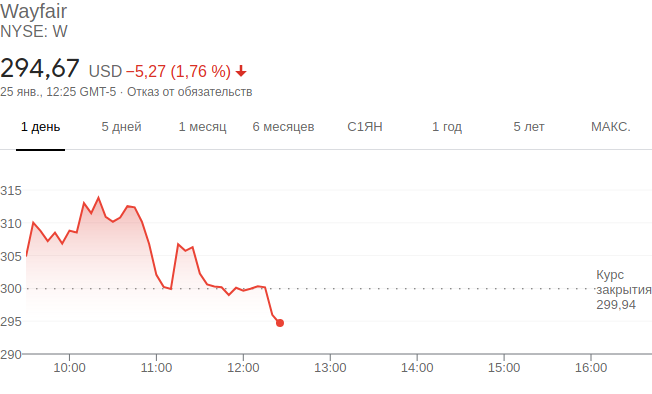 Wayfair
NYSE: W
294,67 USD −5,27 (1,76 %)
25 янв., 12:25 GMT-5 · Отказ от обязательств
1 день 5 дней 1 месяц 6 месяцев С1ЯН 1 год 5 лет МАКС.
315
310
305
300
295
290
Курс
закрытия
299,94
10:00 11:00 12:00 13:00 14:00 15:00 16:00